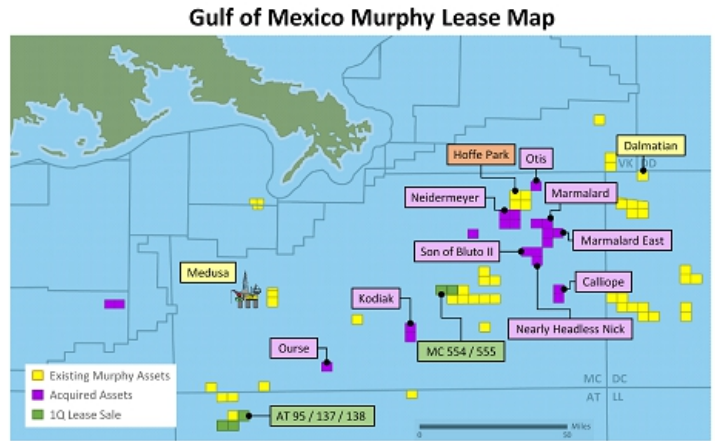 Gulf of Mexico Murphy Lease Map
Dalmatian
Hoffe Park
Otis
VK DD
Neidermeyer
Marmalard
Marmalard East
Son of Bluto II
Medusa
Calliope
Kodiak
Nearly Headless Nick
Ourse
MC 554 / 555
Existing Murphy Assets
Acquired Assets
1Q Lease Sale
MC DC
AT LL
AT 95 / 137 / 138
Miles
0 50